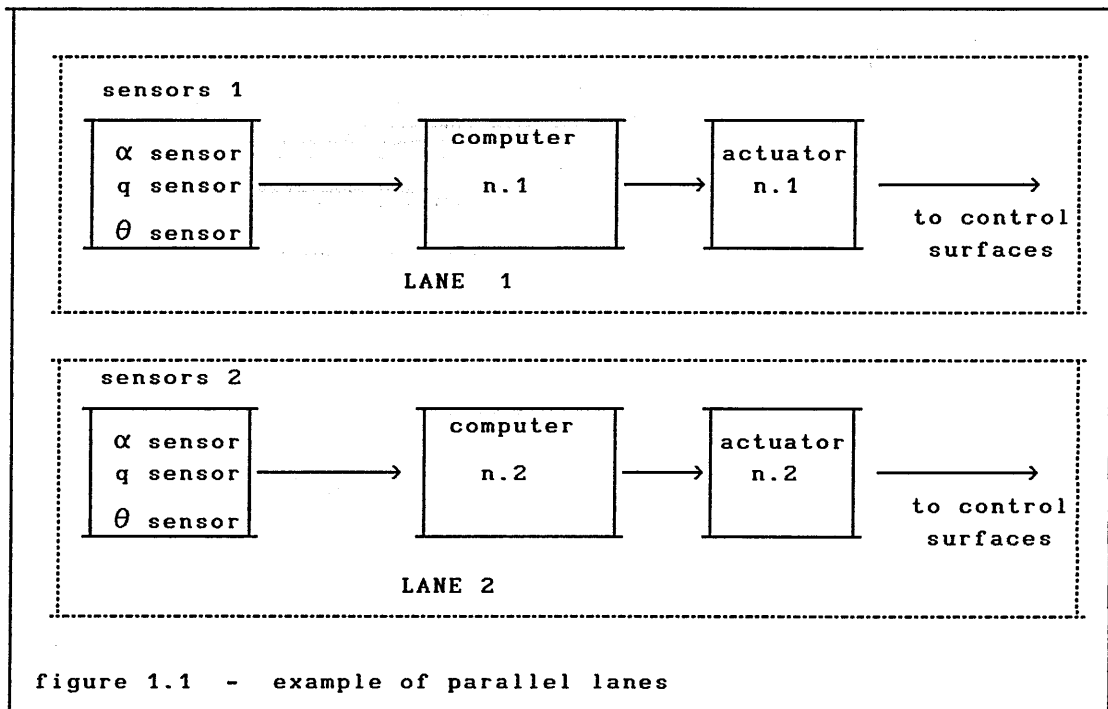 sensors 1
α sensor
q sensor
θ sensor
computer
n.1
actuator
n.1
to control
surfaces
LANE 1
sensors 2
α sensor
q sensor
θ sensor
computer
n.2
actuator
n.2
to control
surfaces
LANE 2
figure 1.1 - example of parallel lanes